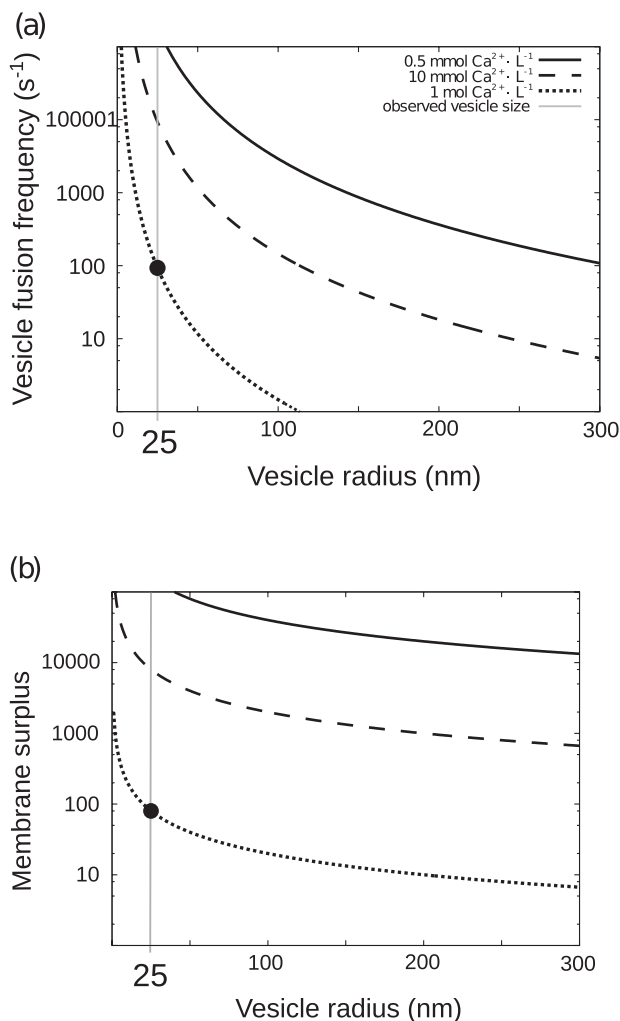 (a)
Vesicle fusion frequency (s⁻¹)
0.5 mmol Ca²⁺· L⁻¹
10 mmol Ca²⁺· L⁻¹
1 mol Ca²⁺· L⁻¹
observed vesicle size
100001
1000
100
10
0 100 200 300
25
Vesicle radius (nm)
(b)
Membrane surplus
10000
1000
100
10
100 200 300
25
Vesicle radius (nm)